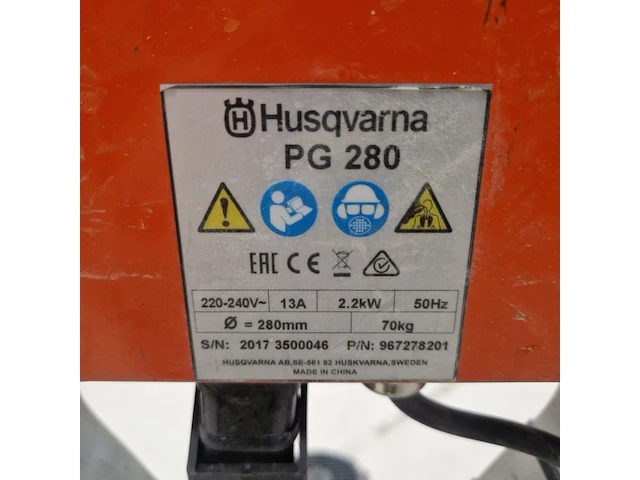 Husqvarna
PG 280
EAC CE
220-240V~ 13A 2.2kW 50Hz
Ø = 280mm 70kg
S/N: 2017 3500046 P/N: 967278201
HUSQVARNA AB,SE-561 82 HUSKVARNA,SWEDEN
MADE IN CHINA